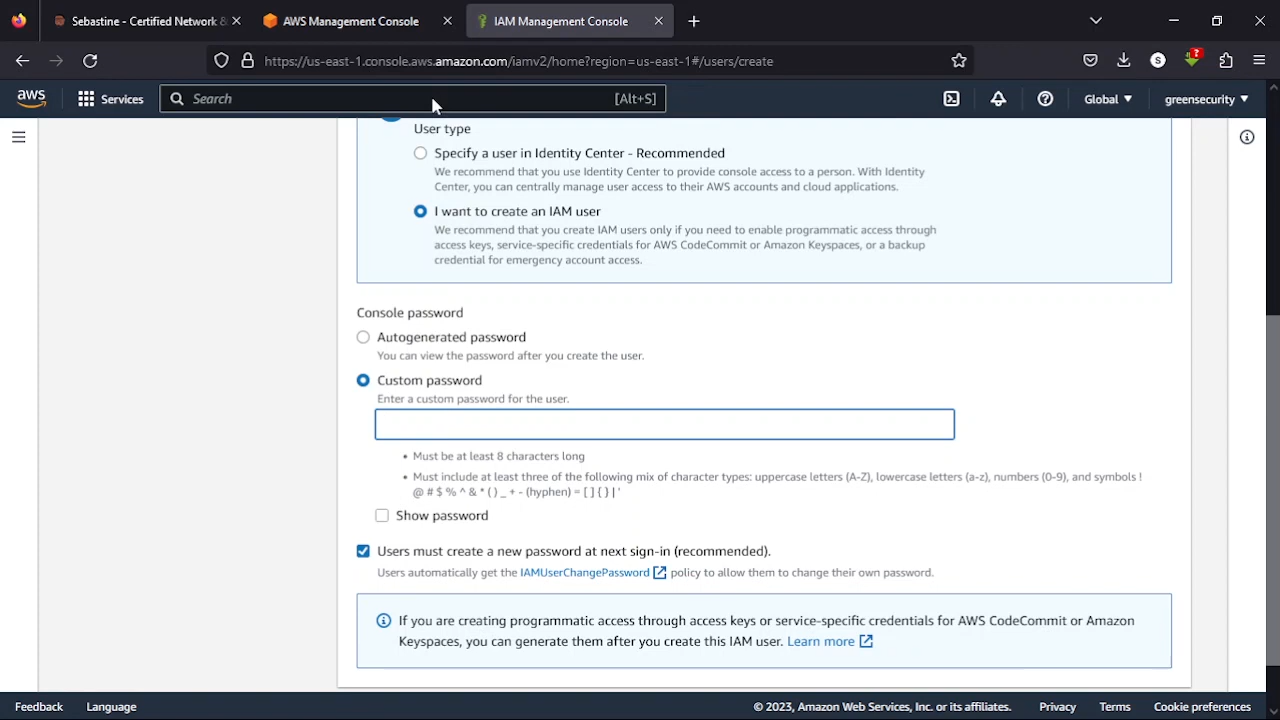 Sebastine - Certified Network &
AWS Management Console
IAM Management Console
https://us-east-1.console.aws.amazon.com/iamv2/home?region=us-east-1#/users/create
S
?
aws
Services
Search
[Alt+S]
Global
greensecurity
User type
Specify a user in Identity Center - Recommended
We recommend that you use Identity Center to provide console access to a person. With Identity
Center, you can centrally manage user access to their AWS accounts and cloud applications.
I want to create an IAM user
We recommend that you create IAM users only if you need to enable programmatic access through
access keys, service-specific credentials for AWS CodeCommit or Amazon Keyspaces, or a backup
credential for emergency account access.
Console password
Autogenerated password
You can view the password after you create the user.
Custom password
Enter a custom password for the user.
• Must be at least 8 characters long
• Must include at least three of the following mix of character types: uppercase letters (A-Z), lowercase letters (a-z), numbers (0-9), and symbols !
@ # $ % ^ & * ( ) _ + - (hyphen) = [ ] { } | '
Show password
Users must create a new password at next sign-in (recommended).
Users automatically get the IAMUserChangePassword policy to allow them to change their own password.
If you are creating programmatic access through access keys or service-specific credentials for AWS CodeCommit or Amazon
Keyspaces, you can generate them after you create this IAM user. Learn more
Feedback
Language
© 2023, Amazon Web Services, Inc. or its affiliates.
Privacy
Terms
Cookie preferences